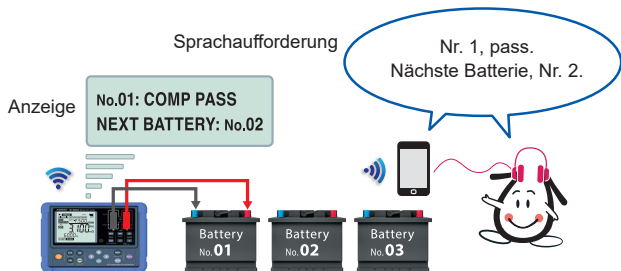 Sprachaufforderung
Nr. 1, pass.
Nächste Batterie, Nr. 2.
Anzeige
No.01: COMP PASS
NEXT BATTERY: No.02
Battery
No.01
Battery
No.02
Battery
No.03